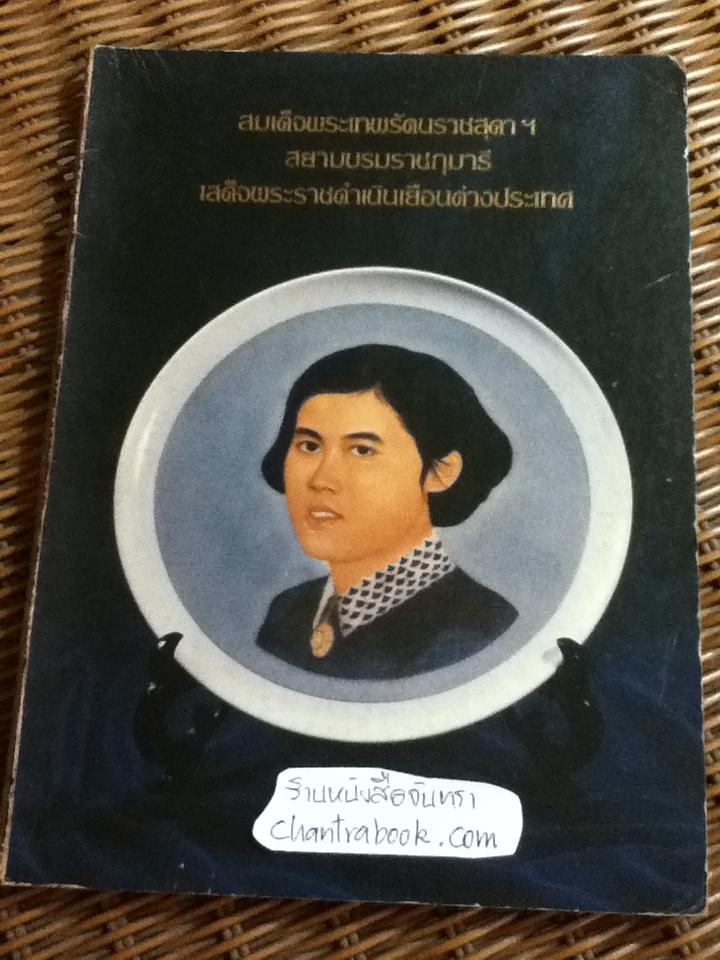 สมเด็จพระเทพรัตนราชสุดา ฯ
สยามบรมราชกุมารี
เสด็จพระราชดำเนินเยือนต่างประเทศ
ร้านหนังสือจันทรา
chantrabook.com